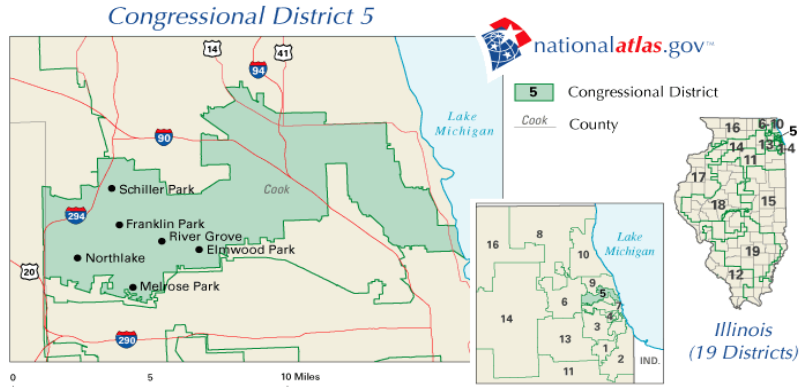 Congressional District 5
14
41
94
Lake
Michigan
90
Cook
Schiller Park
294
Franklin Park
River Grove
Elmwood Park
Northlake
20
Melrose Park
290
0 5 10 Miles
nationalatlas.gov™
5 Congressional District
Cook County
8
16
Lake
Michigan
10
9
5
7
6
14
4
3
13
1
2
11
IND.
16
6
10
5
14
13
4
11
17
18
15
19
12
Illinois
(19 Districts)